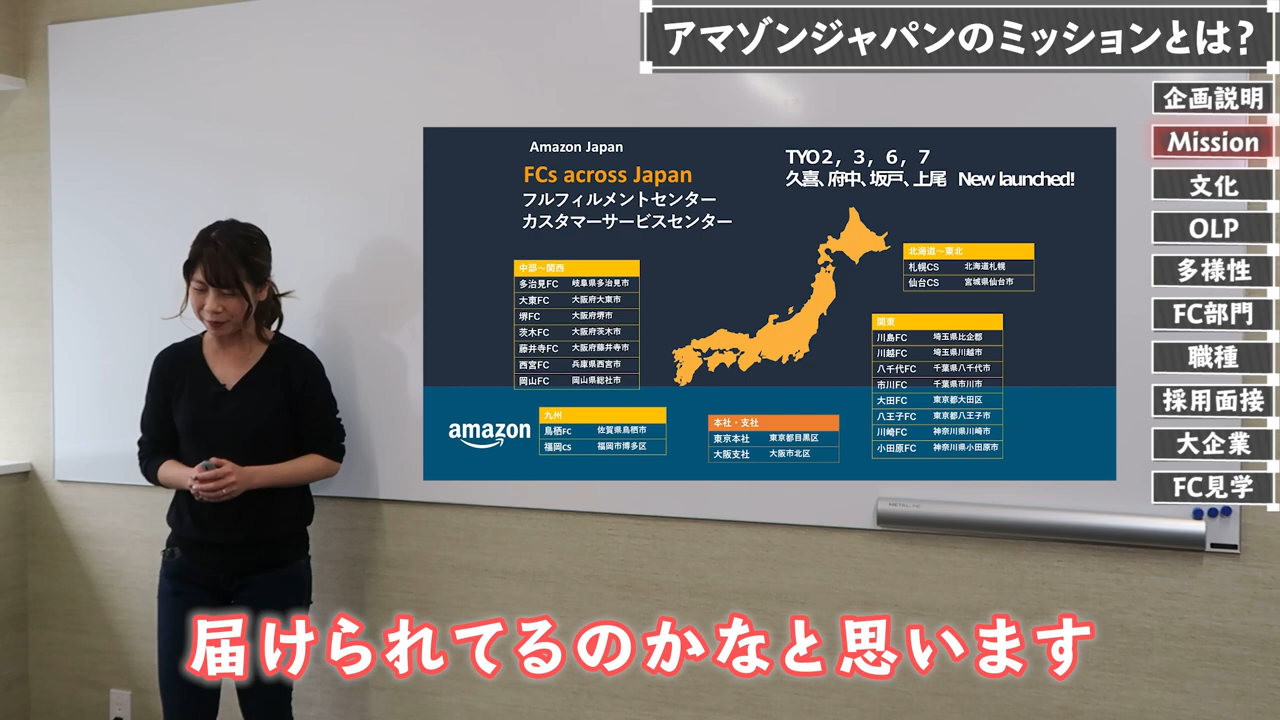 アマゾンジャパンのミッションとは？
企画説明
Mission
文化
OLP
多様性
FC部門
職種
採用面接
大企業
FC見学
Amazon Japan
FCs across Japan
フルフィルメントセンター
カスタマーサービスセンター
TYO２，３，６，７
久喜、府中、坂戸、上尾 New launched!
中部～関西
多治見FC 岐阜県多治見市
大東FC 大阪府大東市
堺FC 大阪府堺市
茨木FC 大阪府茨木市
藤井寺FC 大阪府藤井寺市
西宮FC 兵庫県西宮市
岡山FC 岡山県総社市
北海道～東北
札幌CS 北海道札幌
仙台CS 宮城県仙台市
関東
川島FC 埼玉県比企郡
川越FC 埼玉県川越市
八千代FC 千葉県八千代市
市川FC 千葉県市川市
大田FC 東京都大田区
八王子FC 東京都八王子市
川崎FC 神奈川県川崎市
小田原FC 神奈川県小田原市
amazon
九州
鳥栖FC 佐賀県鳥栖市
福岡CS 福岡市博多区
本社・支社
東京本社 東京都目黒区
大阪支社 大阪市北区
届けられてるのかなと思います